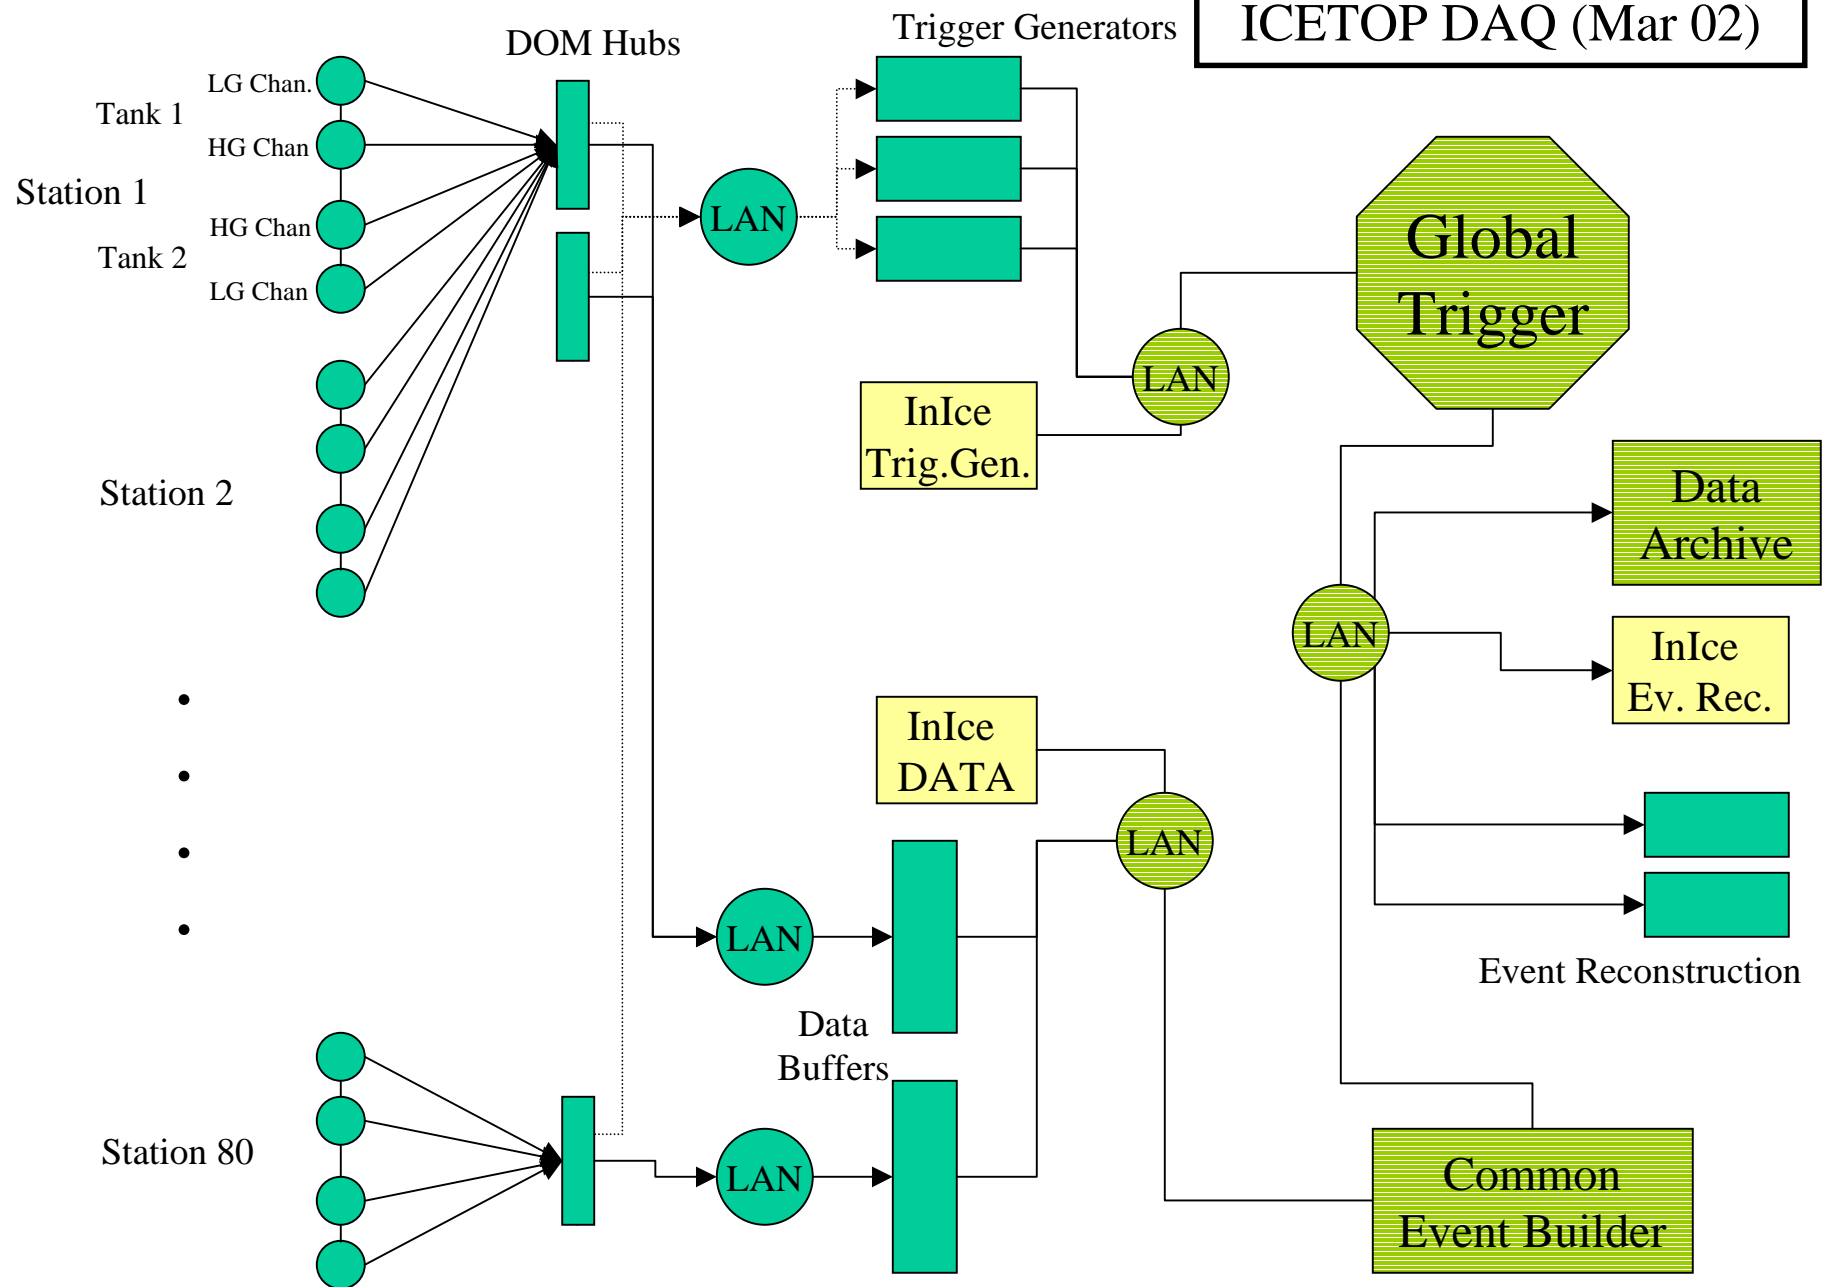 ICETOP DAQ (Mar 02)
DOM Hubs
Trigger Generators
LG Chan.
Tank 1
HG Chan
Station 1
HG Chan
Tank 2
LG Chan
LAN
Global
Trigger
LAN
InIce
Trig.Gen.
Station 2
Data
Archive
LAN
InIce
Ev. Rec.
•
InIce
DATA
•
LAN
•
•
LAN
Event Reconstruction
Data
Buffers
Station 80
LAN
Common
Event Builder